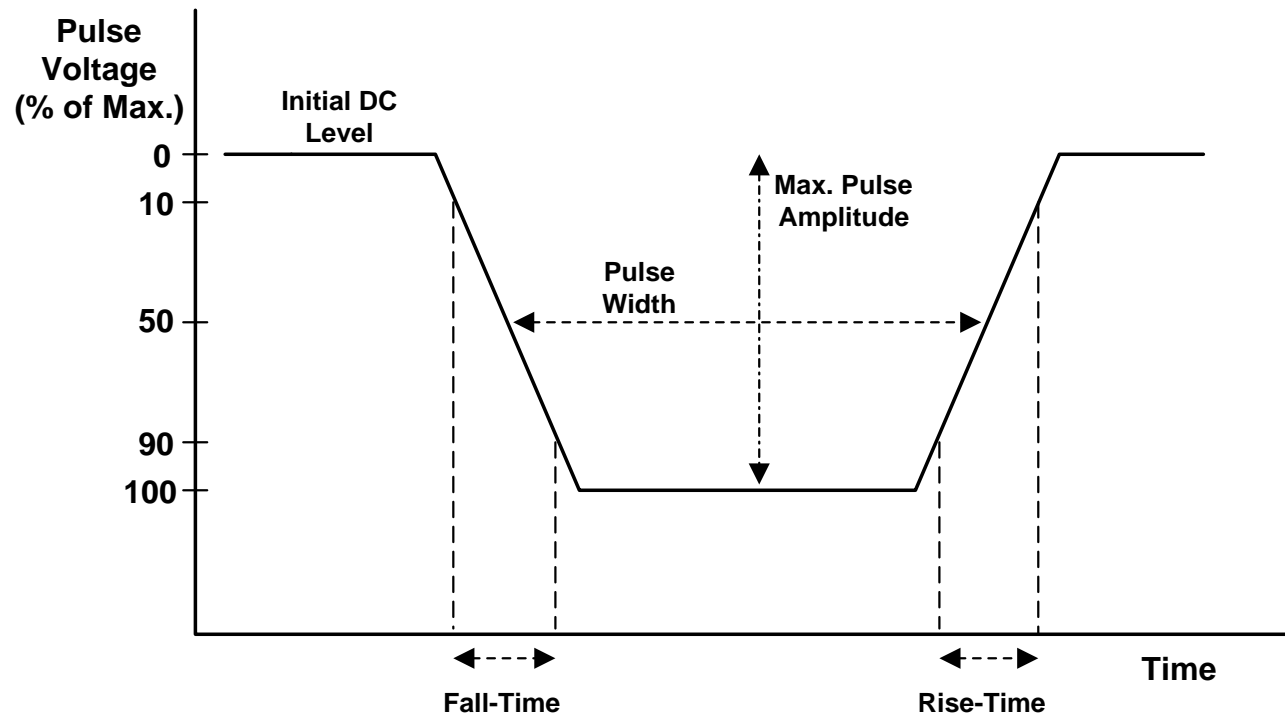 Pulse
Voltage
(% of Max.)
Initial DC
Level
0
10
Max. Pulse
Amplitude
Pulse
Width
50
90
100
Time
Fall-Time
Rise-Time